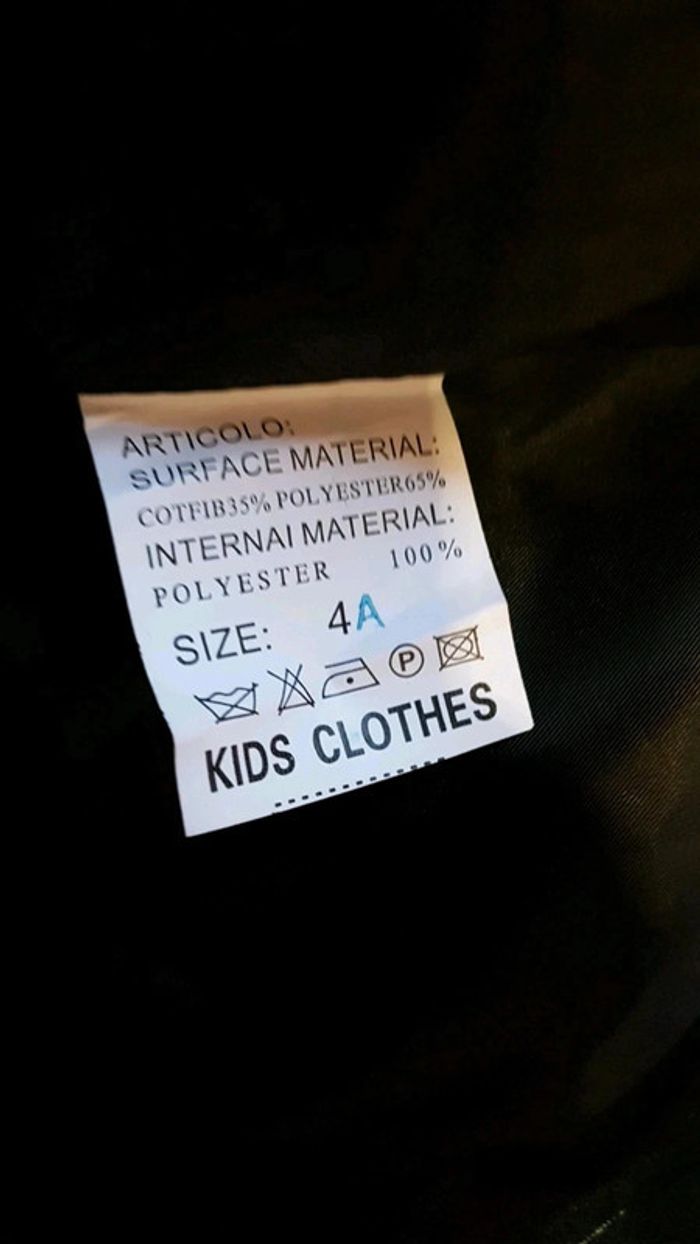 ARTICOLO:
SURFACE MATERIAL:
COTFIB35% POLYESTER65%
INTERNAI MATERIAL:
POLYESTER 100%
SIZE: 4A
P
KIDS CLOTHES